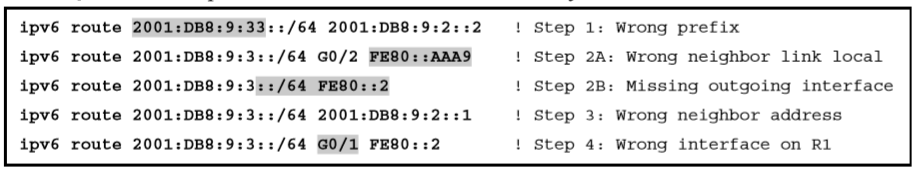 ipv6 route 2001:DB8:9:33::/64 2001:DB8:9:2::2 ! Step 1: Wrong prefix
ipv6 route 2001:DB8:9:3::/64 G0/2 FE80::AAA9 ! Step 2A: Wrong neighbor link local
ipv6 route 2001:DB8:9:3::/64 FE80::2 ! Step 2B: Missing outgoing interface
ipv6 route 2001:DB8:9:3::/64 2001:DB8:9:2::1 ! Step 3: Wrong neighbor address
ipv6 route 2001:DB8:9:3::/64 G0/1 FE80::2 ! Step 4: Wrong interface on R1